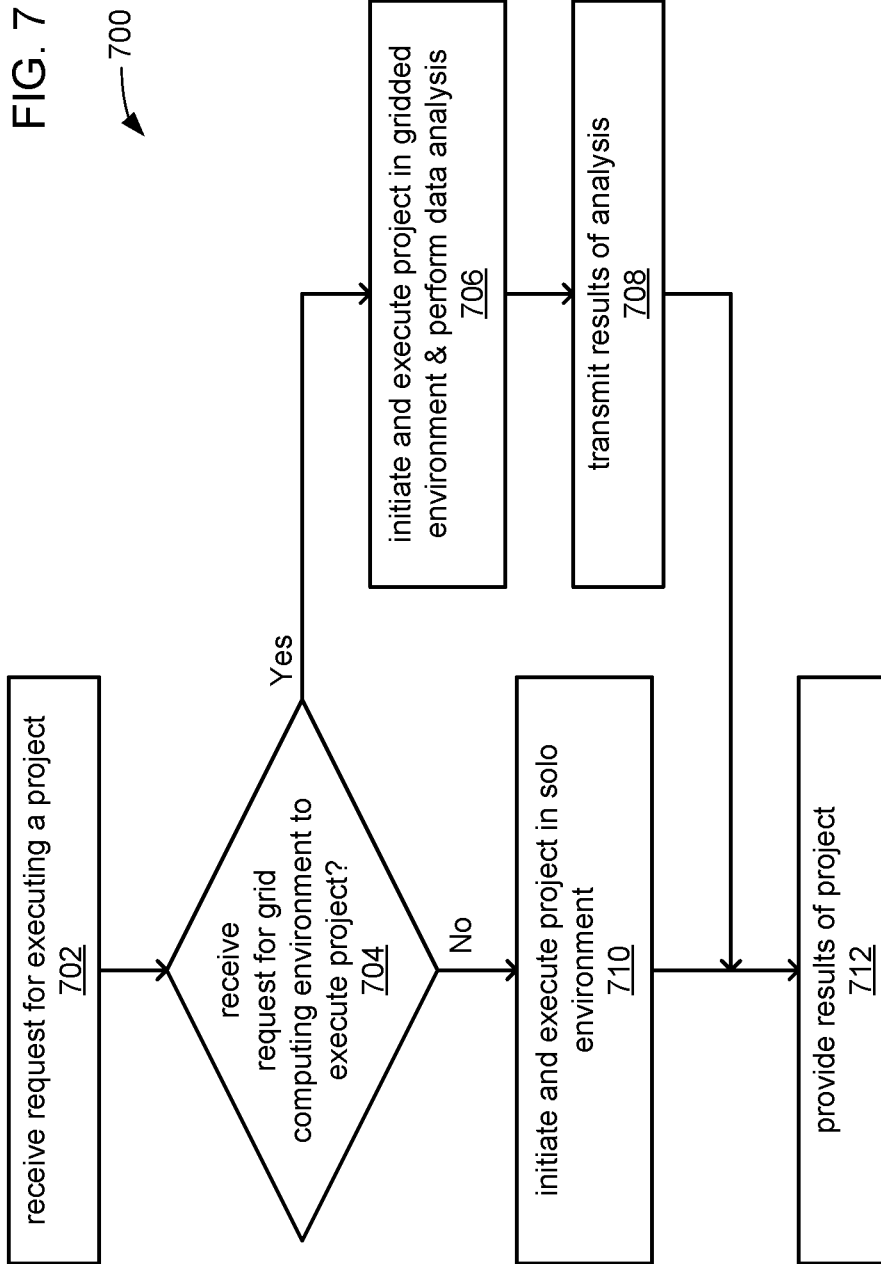 FIG. 7
700
receive request for executing a project
702
receive
request for grid
computing environment to
execute project?
704
Yes
No
initiate and execute project in gridded
environment & perform data analysis
706
transmit results of analysis
708
initiate and execute project in solo
environment
710
provide results of project
712